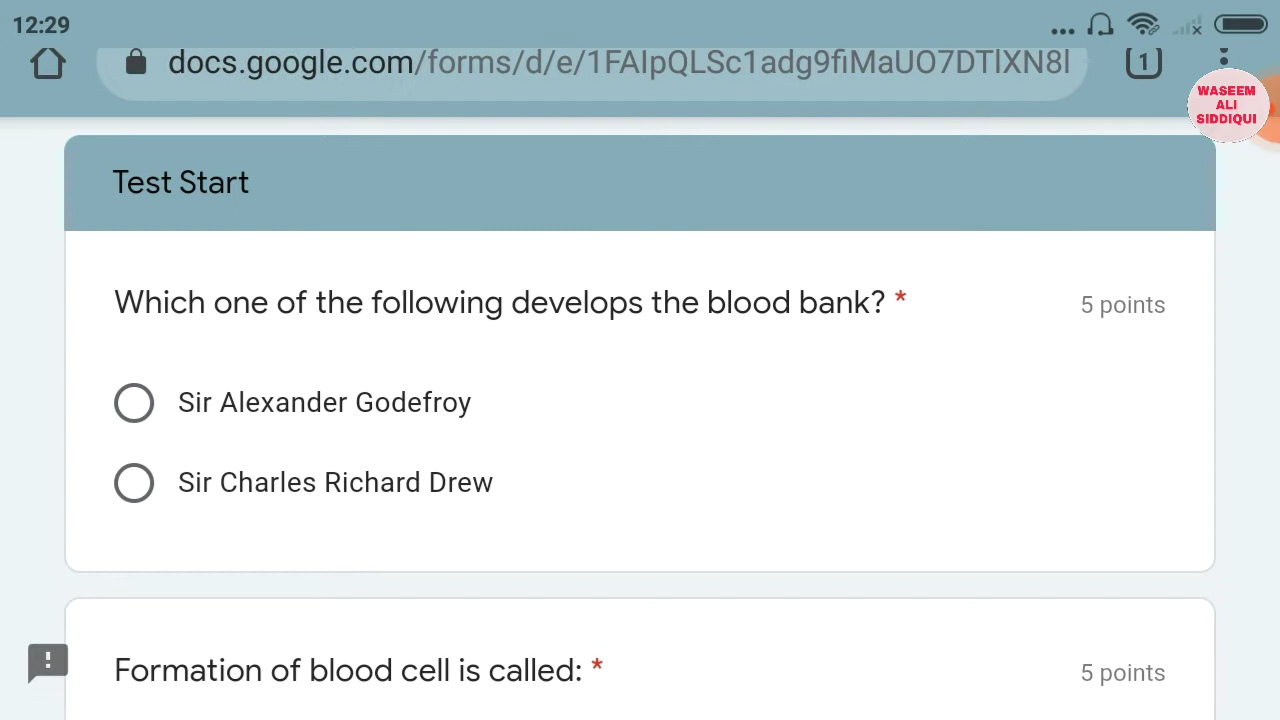 12:29
docs.google.com/forms/d/e/1FAIpQLSc1adg9fiMaUO7DTlXN8l
1
WASEEM
ALI
SIDDIQUI
Test Start
Which one of the following develops the blood bank? *
5 points
Sir Alexander Godefroy
Sir Charles Richard Drew
Formation of blood cell is called: *
5 points